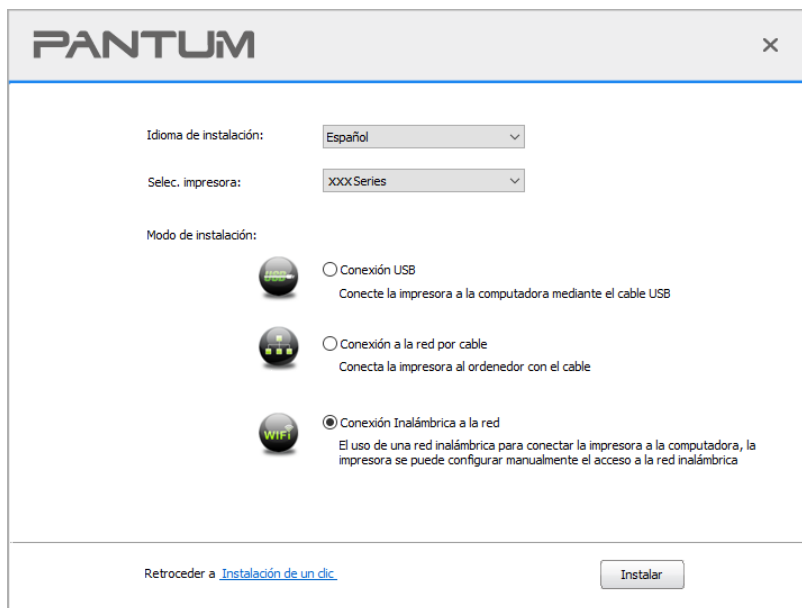 PANTUM
Idioma de instalación:
Español
Selec. impresora:
XXX Series
Modo de instalación:
USB
Conexión USB
Conecte la impresora a la computadora mediante el cable USB
Conexión a la red por cable
Conecta la impresora al ordenedor con el cable
WIFI
Conexión Inalámbrica a la red
El uso de una red inalámbrica para conectar la impresora a la computadora, la
impresora se puede configurar manualmente el acceso a la red inalámbrica
Retroceder a Instalación de un clic
Instalar